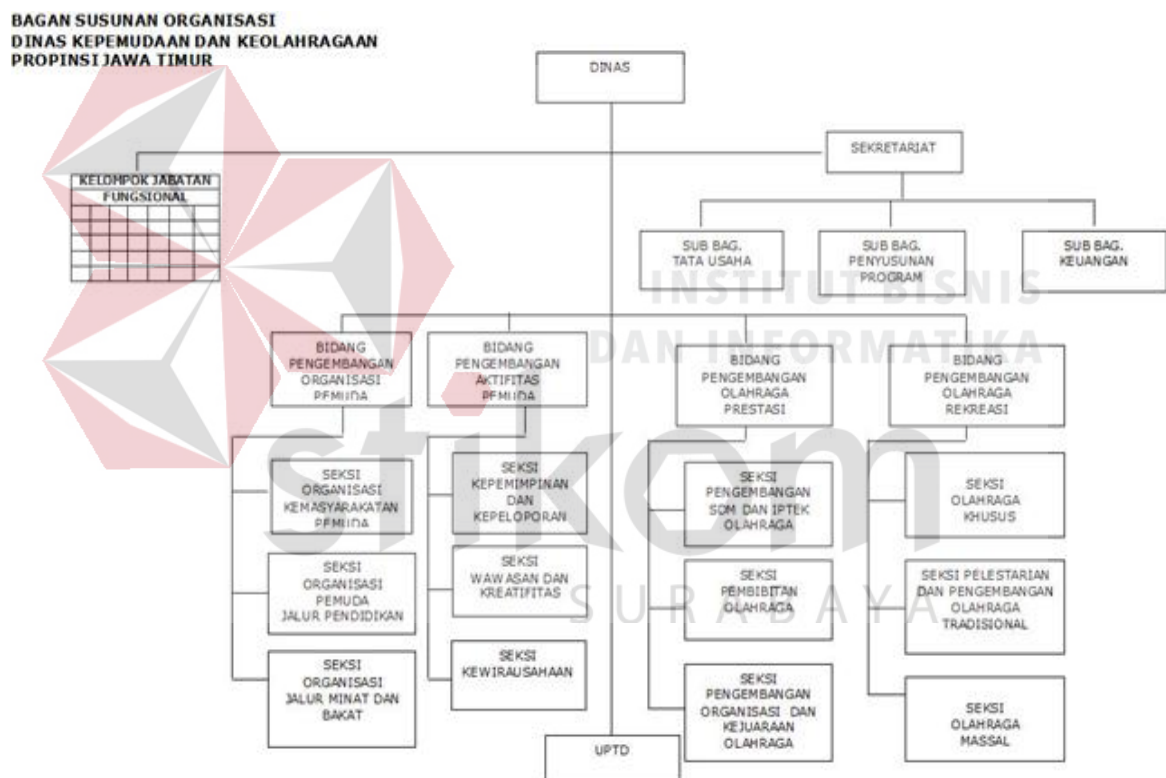 BAGAN SUSUNAN ORGANISASI
DINAS KEPEMUDAAN DAN KEOLAHRAGAAN
PROPINSI JAWA TIMUR
DINAS
SEKRETARIAT
KELOMPOK JABATAN
FUNGSIONAL
SUB BAG.
TATA USAHA
SUB BAG.
PENYUSUNAN
PROGRAM
SUB BAG.
KEUANGAN
INSTITUT BISNIS
DAN INFORMATIKA
BIDANG
PENGEMBANGAN
ORGANISASI
PEMUDA
BIDANG
PENGEMBANGAN
AKTIFITAS
PEMUDA
BIDANG
PENGEMBANGAN
OLAHRAGA
PRESTASI
BIDANG
PENGEMBANGAN
OLAHRAGA
REKREASI
stikom
SURABAYA
SEKSI
ORGANISASI
KEMASYARAKATAN
PEMUDA
SEKSI
ORGANISASI
PEMUDA
JALUR PENDIDIKAN
SEKSI
ORGANISASI
JALUR MINAT DAN
BAKAT
SEKSI
KEPEMIMPINAN
DAN
KEPELOPORAN
SEKSI
WAWASAN DAN
KREATIFITAS
SEKSI
KEWIRAUSAHAAN
SEKSI
PENGEMBANGAN
SDM DAN IPTEK
OLAHRAGA
SEKSI
PEMBIBITAN
OLAHRAGA
SEKSI
PENGEMBANGAN
ORGANISASI DAN
KEJUARAAN
OLAHRAGA
SEKSI
OLAHRAGA
KHUSUS
SEKSI PELESTARIAN
DAN PENGEMBANGAN
OLAHRAGA
TRADISIONAL
SEKSI
OLAHRAGA
MASSAL
UPTD